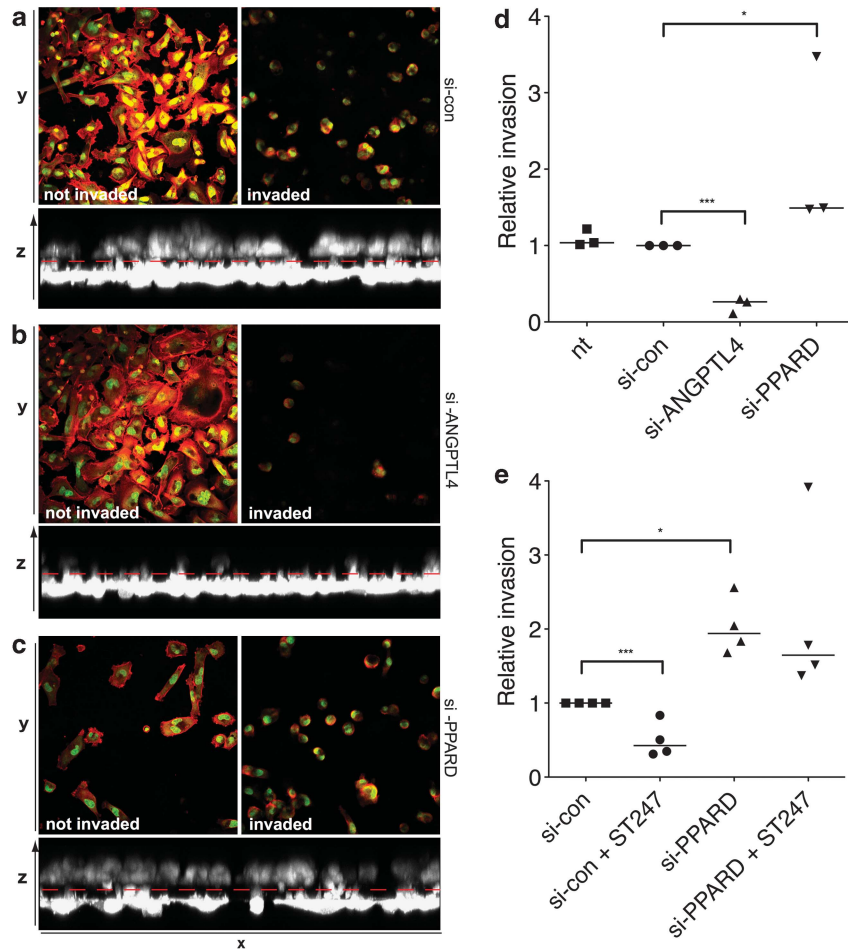 a
y
si-con
not invaded
invaded
z
b
y
si-ANGPTL4
not invaded
invaded
z
c
y
si-PPARD
not invaded
invaded
z
x
d
Relative invasion
4
3
2
1
0
*
***
nt
si-con
si-ANGPTL4
si-PPARD
e
Relative invasion
4
3
2
1
0
*
***
si-con
si-con + ST247
si-PPARD
si-PPARD + ST247